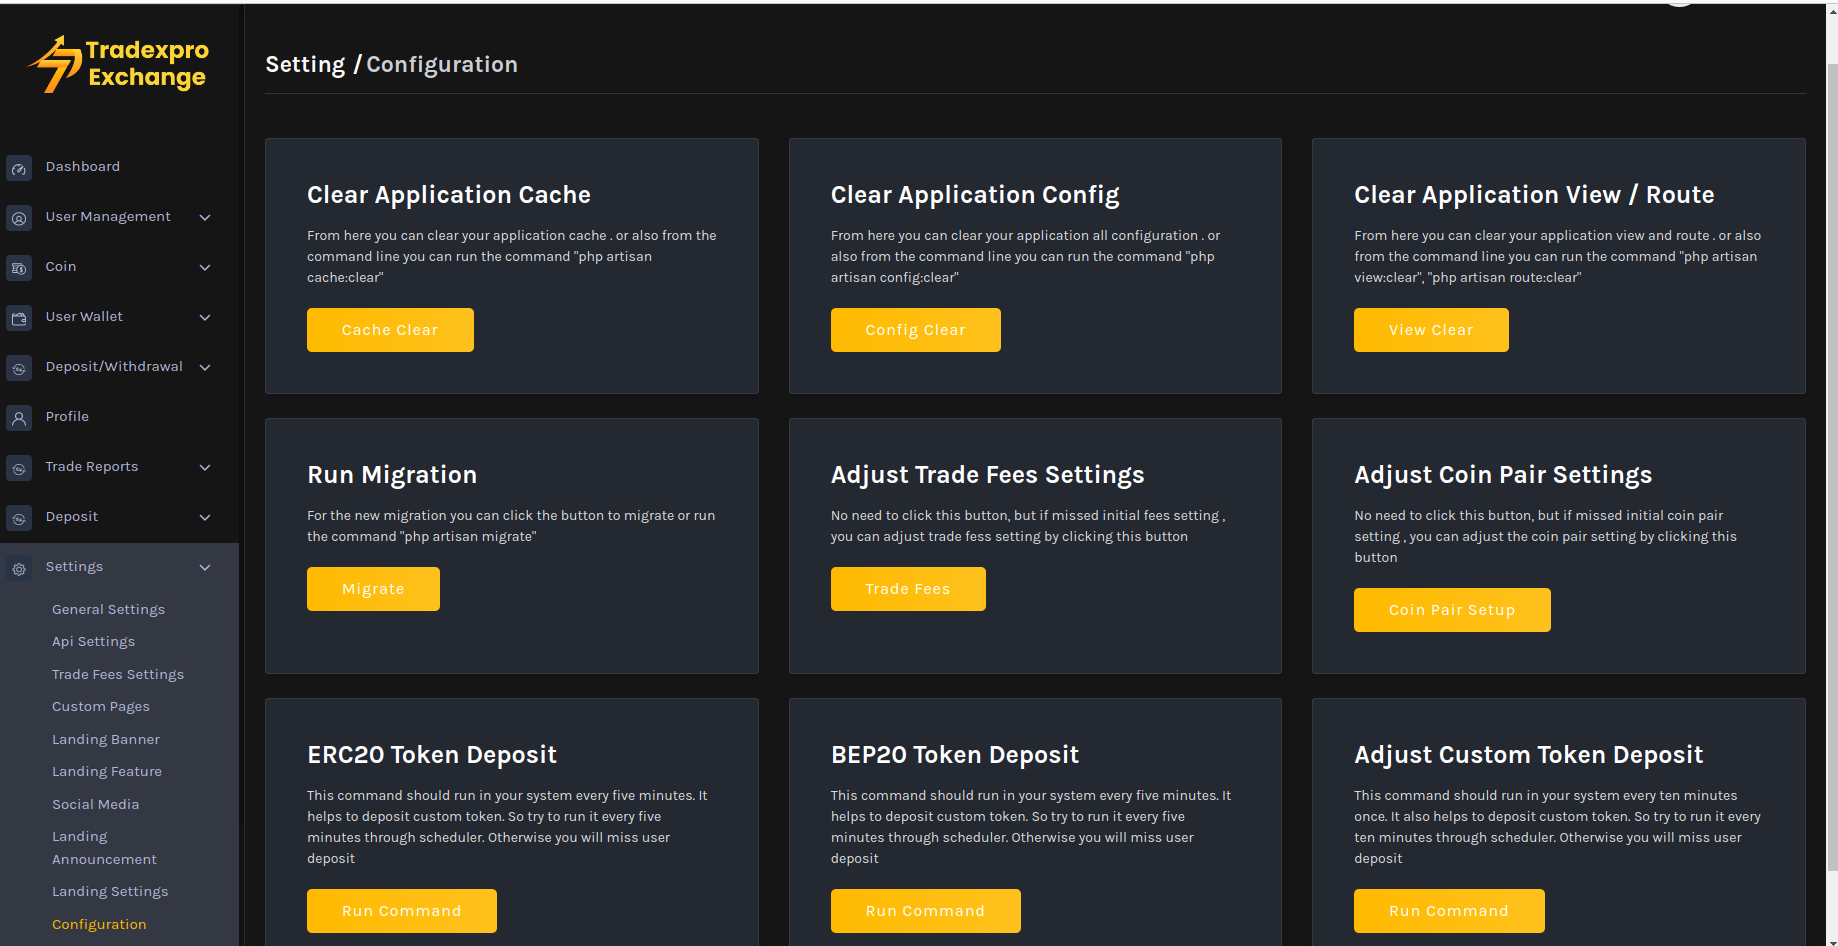 Tradexpro
Exchange
Dashboard
User Management
Coin
User Wallet
Deposit/Withdrawal
Profile
Trade Reports
Deposit
Settings
General Settings
Api Settings
Trade Fees Settings
Custom Pages
Landing Banner
Landing Feature
Social Media
Landing
Announcement
Landing Settings
Configuration
Setting / Configuration
Clear Application Cache
From here you can clear your application cache . or also from the
command line you can run the command "php artisan
cache:clear"
Cache Clear
Clear Application Config
From here you can clear your application all configuration . or
also from the command line you can run the command "php
artisan config:clear"
Config Clear
Clear Application View / Route
From here you can clear your application view and route . or also
from the command line you can run the command "php artisan
view:clear", "php artisan route:clear"
View Clear
Run Migration
For the new migration you can click the button to migrate or run
the command "php artisan migrate"
Migrate
Adjust Trade Fees Settings
No need to click this button, but if missed initial fees setting ,
you can adjust trade fess setting by clicking this button
Trade Fees
Adjust Coin Pair Settings
No need to click this button, but if missed initial coin pair
setting , you can adjust the coin pair setting by clicking this
button
Coin Pair Setup
ERC20 Token Deposit
This command should run in your system every five minutes. It
helps to deposit custom token. So try to run it every five
minutes through scheduler. Otherwise you will miss user
deposit
Run Command
BEP20 Token Deposit
This command should run in your system every five minutes. It
helps to deposit custom token. So try to run it every five
minutes through scheduler. Otherwise you will miss user
deposit
Run Command
Adjust Custom Token Deposit
This command should run in your system every ten minutes
once. It also helps to deposit custom token. So try to run it every
ten minutes through scheduler. Otherwise you will miss user
deposit
Run Command